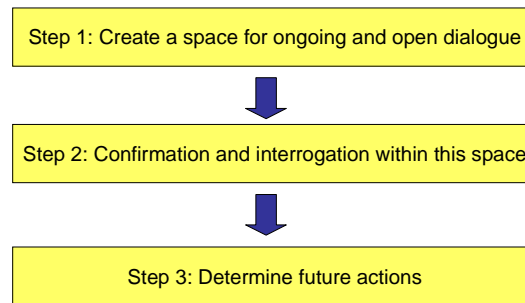 Step 1: Create a space for ongoing and open dialogue
Step 2: Confirmation and interrogation within this space
Step 3: Determine future actions